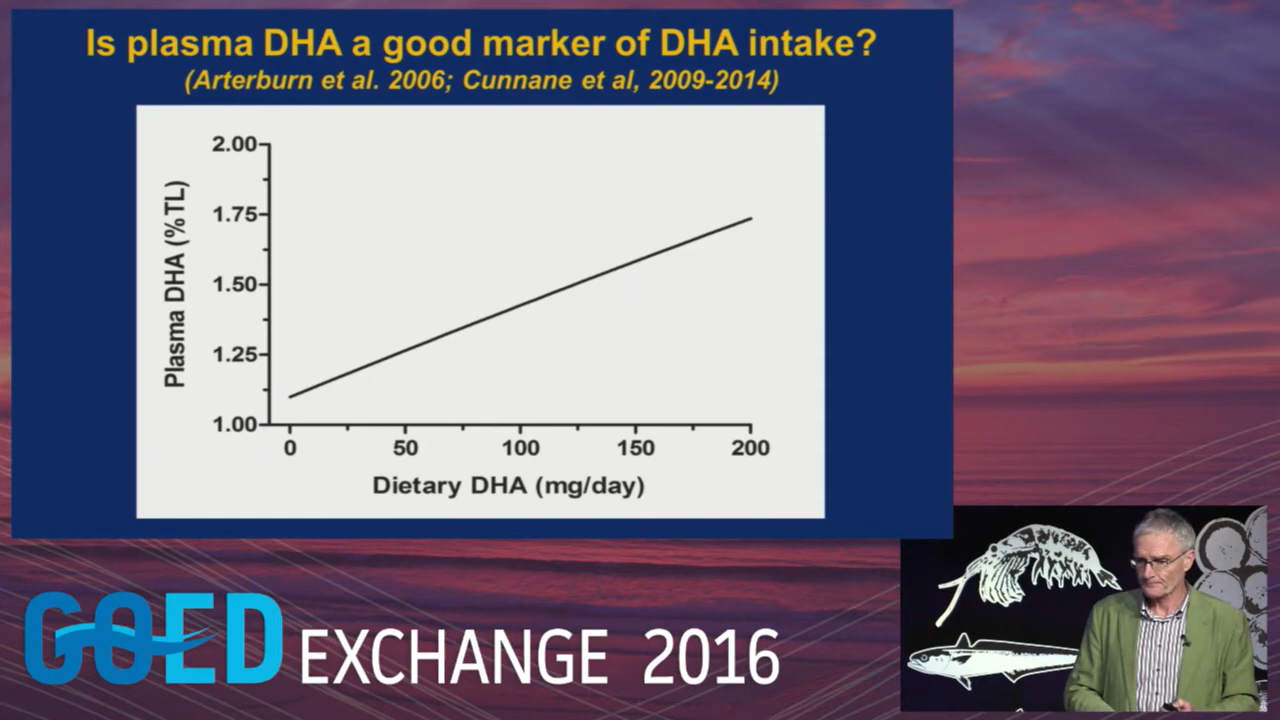 Is plasma DHA a good marker of DHA intake?
(Arterburn et al. 2006; Cunnane et al, 2009-2014)
2.00
1.75
1.50
1.25
1.00
Plasma DHA (% TL)
0 50 100 150 200
Dietary DHA (mg/day)
GOED EXCHANGE 2016